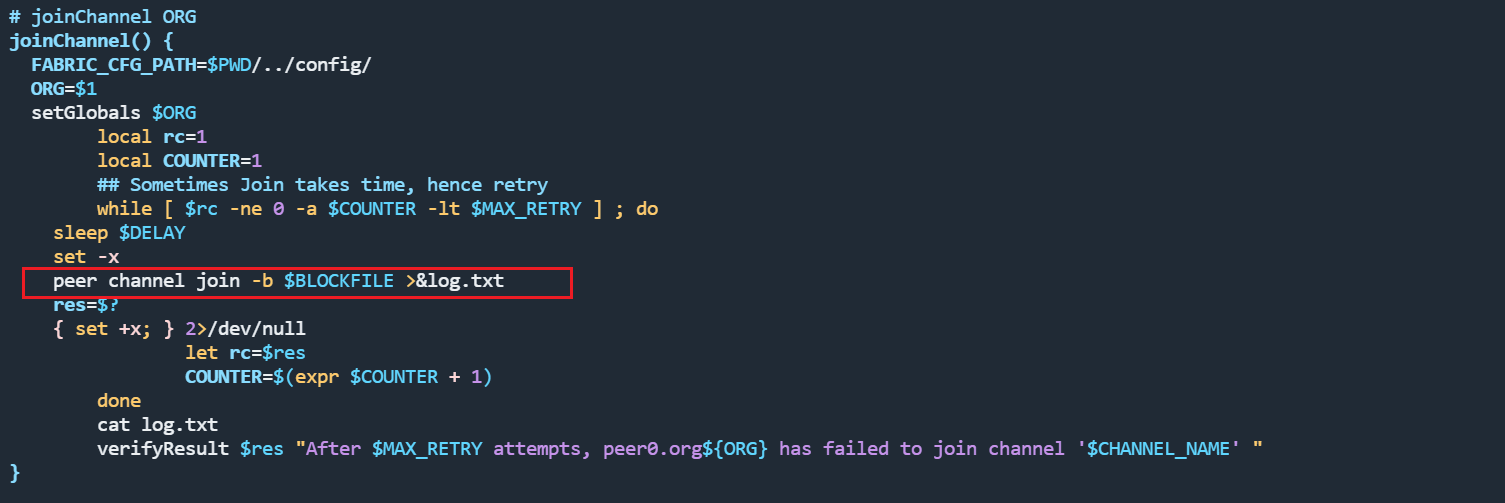 # joinChannel ORG
joinChannel() {
  FABRIC_CFG_PATH=$PWD/../config/
  ORG=$1
  setGlobals $ORG
        local rc=1
        local COUNTER=1
        ## Sometimes Join takes time, hence retry
        while [ $rc -ne 0 -a $COUNTER -lt $MAX_RETRY ] ; do
    sleep $DELAY
    set -x
    peer channel join -b $BLOCKFILE >&log.txt
    res=$?
    { set +x; } 2>/dev/null
                let rc=$res
                COUNTER=$(expr $COUNTER + 1)
        done
        cat log.txt
        verifyResult $res "After $MAX_RETRY attempts, peer0.org${ORG} has failed to join channel '$CHANNEL_NAME' "
}